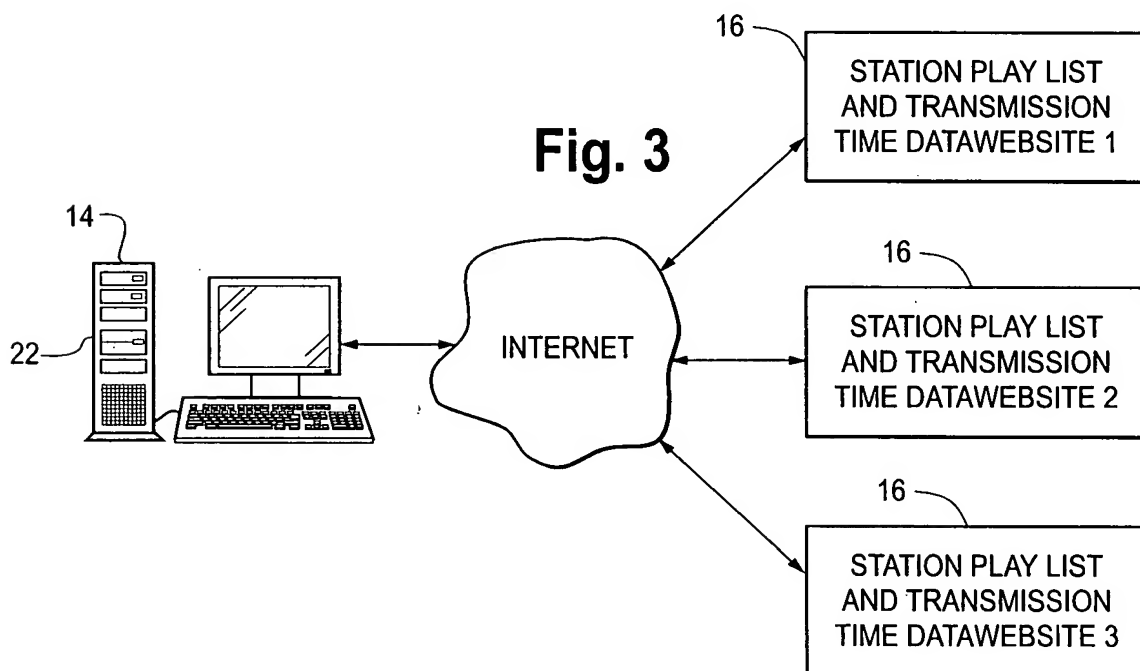 Fig. 3
16
STATION PLAY LIST
AND TRANSMISSION
TIME DATAWEBSITE 1
14
22
INTERNET
16
STATION PLAY LIST
AND TRANSMISSION
TIME DATAWEBSITE 2
16
STATION PLAY LIST
AND TRANSMISSION
TIME DATAWEBSITE 3